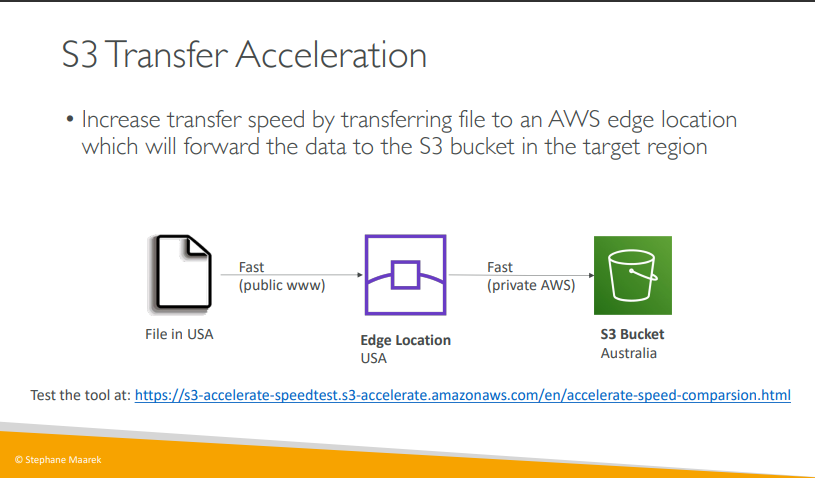 S3 Transfer Acceleration
• Increase transfer speed by transferring file to an AWS edge location
which will forward the data to the S3 bucket in the target region
Fast
(public www)
Fast
(private AWS)
File in USA
Edge Location
USA
S3 Bucket
Australia
Test the tool at: https://s3-accelerate-speedtest.s3-accelerate.amazonaws.com/en/accelerate-speed-comparsion.html
© Stephane Maarek